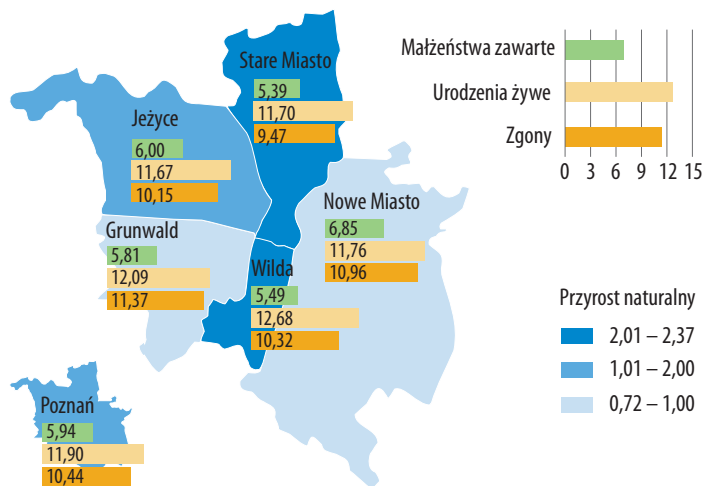 Stare Miasto
5,39
11,70
9,47
Jeżyce
6,00
11,67
10,15
Nowe Miasto
6,85
11,76
10,96
Grunwald
5,81
12,09
11,37
Wilda
5,49
12,68
10,32
Poznań
5,94
11,90
10,44
Małżeństwa zawarte
Urodzenia żywe
Zgony
0 3 6 9 12 15
Przyrost naturalny
2,01 – 2,37
1,01 – 2,00
0,72 – 1,00